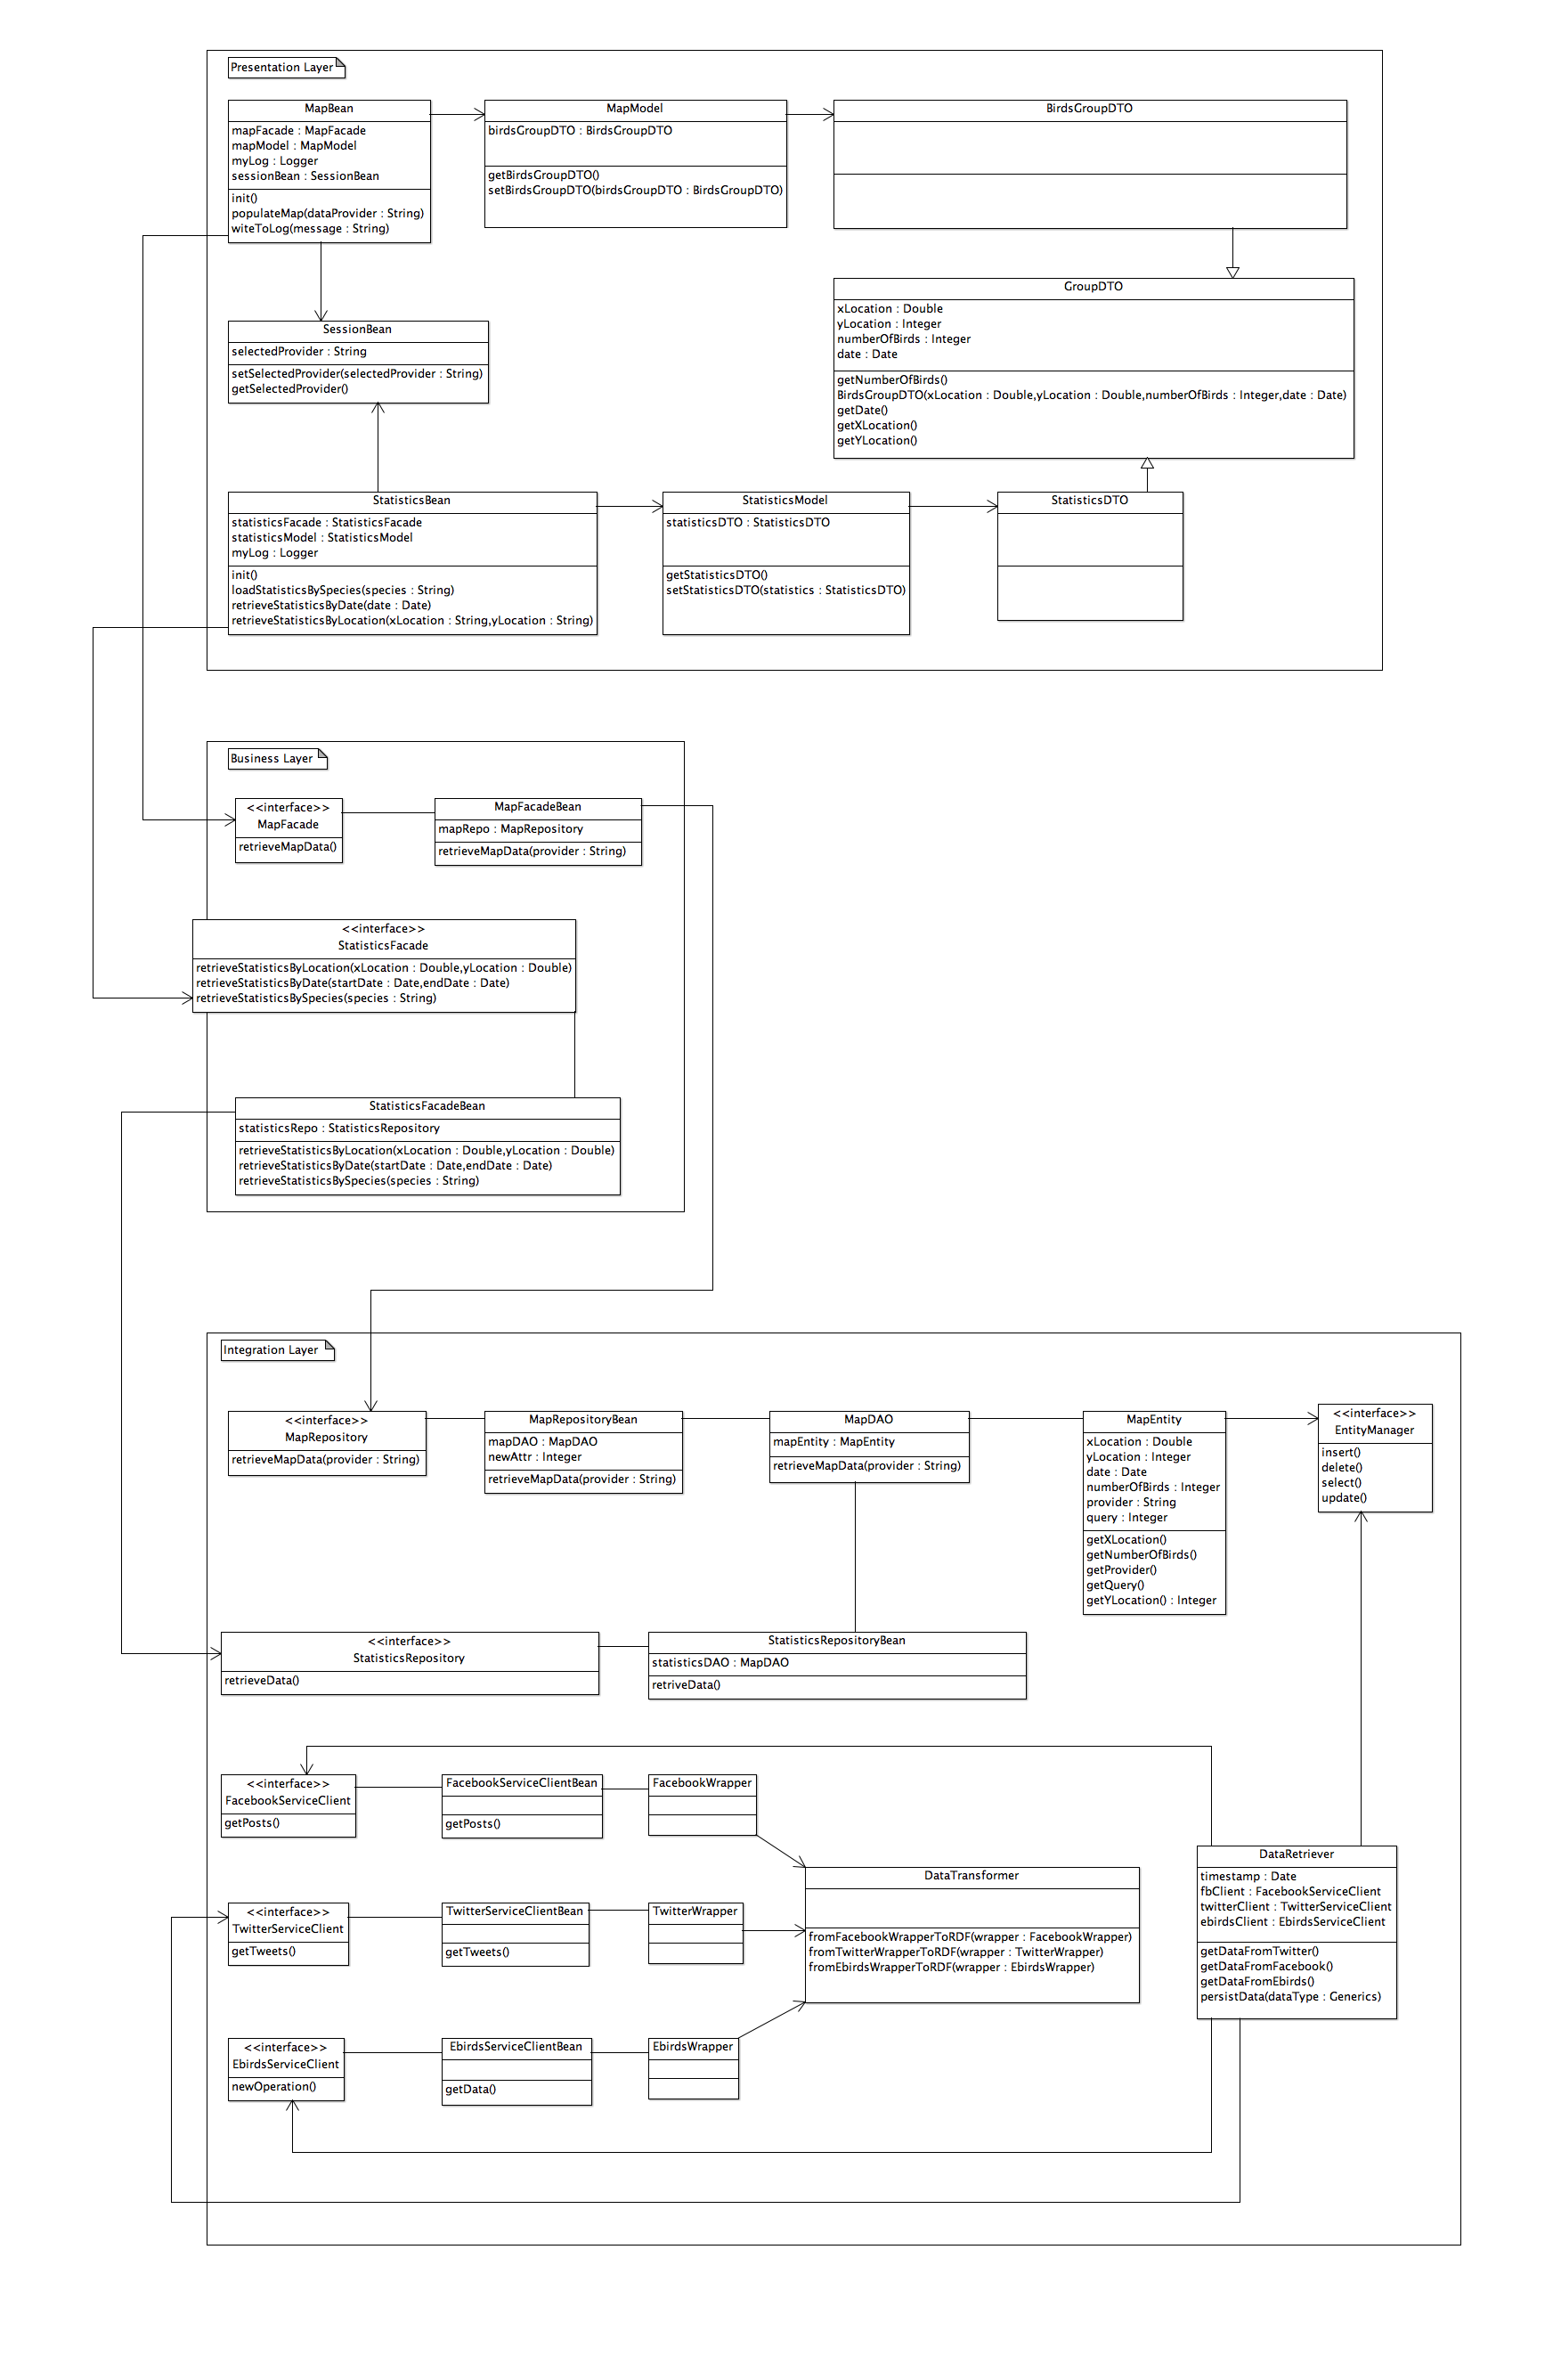 Presentation Layer
MapBean
mapFacade : MapFacade
mapModel : MapModel
myLog : Logger
sessionBean : SessionBean
init()
populateMap(dataProvider : String)
witeToLog(message : String)
MapModel
birdsGroupDTO : BirdsGroupDTO
getBirdsGroupDTO()
setBirdsGroupDTO(birdsGroupDTO : BirdsGroupDTO)
BirdsGroupDTO
GroupDTO
xLocation : Double
yLocation : Integer
numberOfBirds : Integer
date : Date
getNumberOfBirds()
BirdsGroupDTO(xLocation : Double,yLocation : Double,numberOfBirds : Integer,date : Date)
getDate()
getXLocation()
getYLocation()
SessionBean
selectedProvider : String
setSelectedProvider(selectedProvider : String)
getSelectedProvider()
StatisticsBean
statisticsFacade : StatisticsFacade
statisticsModel : StatisticsModel
myLog : Logger
init()
loadStatisticsBySpecies(species : String)
retrieveStatisticsByDate(date : Date)
retrieveStatisticsByLocation(xLocation : String,yLocation : String)
StatisticsModel
statisticsDTO : StatisticsDTO
getStatisticsDTO()
setStatisticsDTO(statistics : StatisticsDTO)
StatisticsDTO
Business Layer
<<interface>>
MapFacade
retrieveMapData()
MapFacadeBean
mapRepo : MapRepository
retrieveMapData(provider : String)
<<interface>>
StatisticsFacade
retrieveStatisticsByLocation(xLocation : Double,yLocation : Double)
retrieveStatisticsByDate(startDate : Date,endDate : Date)
retrieveStatisticsBySpecies(species : String)
StatisticsFacadeBean
statisticsRepo : StatisticsRepository
retrieveStatisticsByLocation(xLocation : Double,yLocation : Double)
retrieveStatisticsByDate(startDate : Date,endDate : Date)
retrieveStatisticsBySpecies(species : String)
Integration Layer
<<interface>>
MapRepository
retrieveMapData(provider : String)
MapRepositoryBean
mapDAO : MapDAO
newAttr : Integer
retrieveMapData(provider : String)
MapDAO
mapEntity : MapEntity
retrieveMapData(provider : String)
MapEntity
xLocation : Double
yLocation : Integer
date : Date
numberOfBirds : Integer
provider : String
query : Integer
getXLocation()
getNumberOfBirds()
getProvider()
getQuery()
getYLocation() : Integer
<<interface>>
EntityManager
insert()
delete()
select()
update()
<<interface>>
StatisticsRepository
retrieveData()
StatisticsRepositoryBean
statisticsDAO : MapDAO
retriveData()
<<interface>>
FacebookServiceClient
getPosts()
FacebookServiceClientBean
getPosts()
FacebookWrapper
<<interface>>
TwitterServiceClient
getTweets()
TwitterServiceClientBean
getTweets()
TwitterWrapper
DataTransformer
fromFacebookWrapperToRDF(wrapper : FacebookWrapper)
fromTwitterWrapperToRDF(wrapper : TwitterWrapper)
fromEbirdsWrapperToRDF(wrapper : EbirdsWrapper)
DataRetriever
timestamp : Date
fbClient : FacebookServiceClient
twitterClient : TwitterServiceClient
ebirdsClient : EbirdsServiceClient
getDataFromTwitter()
getDataFromFacebook()
getDataFromEbirds()
persistData(dataType : Generics)
<<interface>>
EbirdsServiceClient
newOperation()
EbirdsServiceClientBean
getData()
EbirdsWrapper